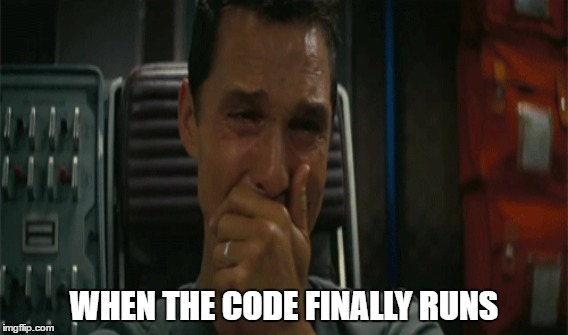 WHEN THE CODE FINALLY RUNS
imgflip.com